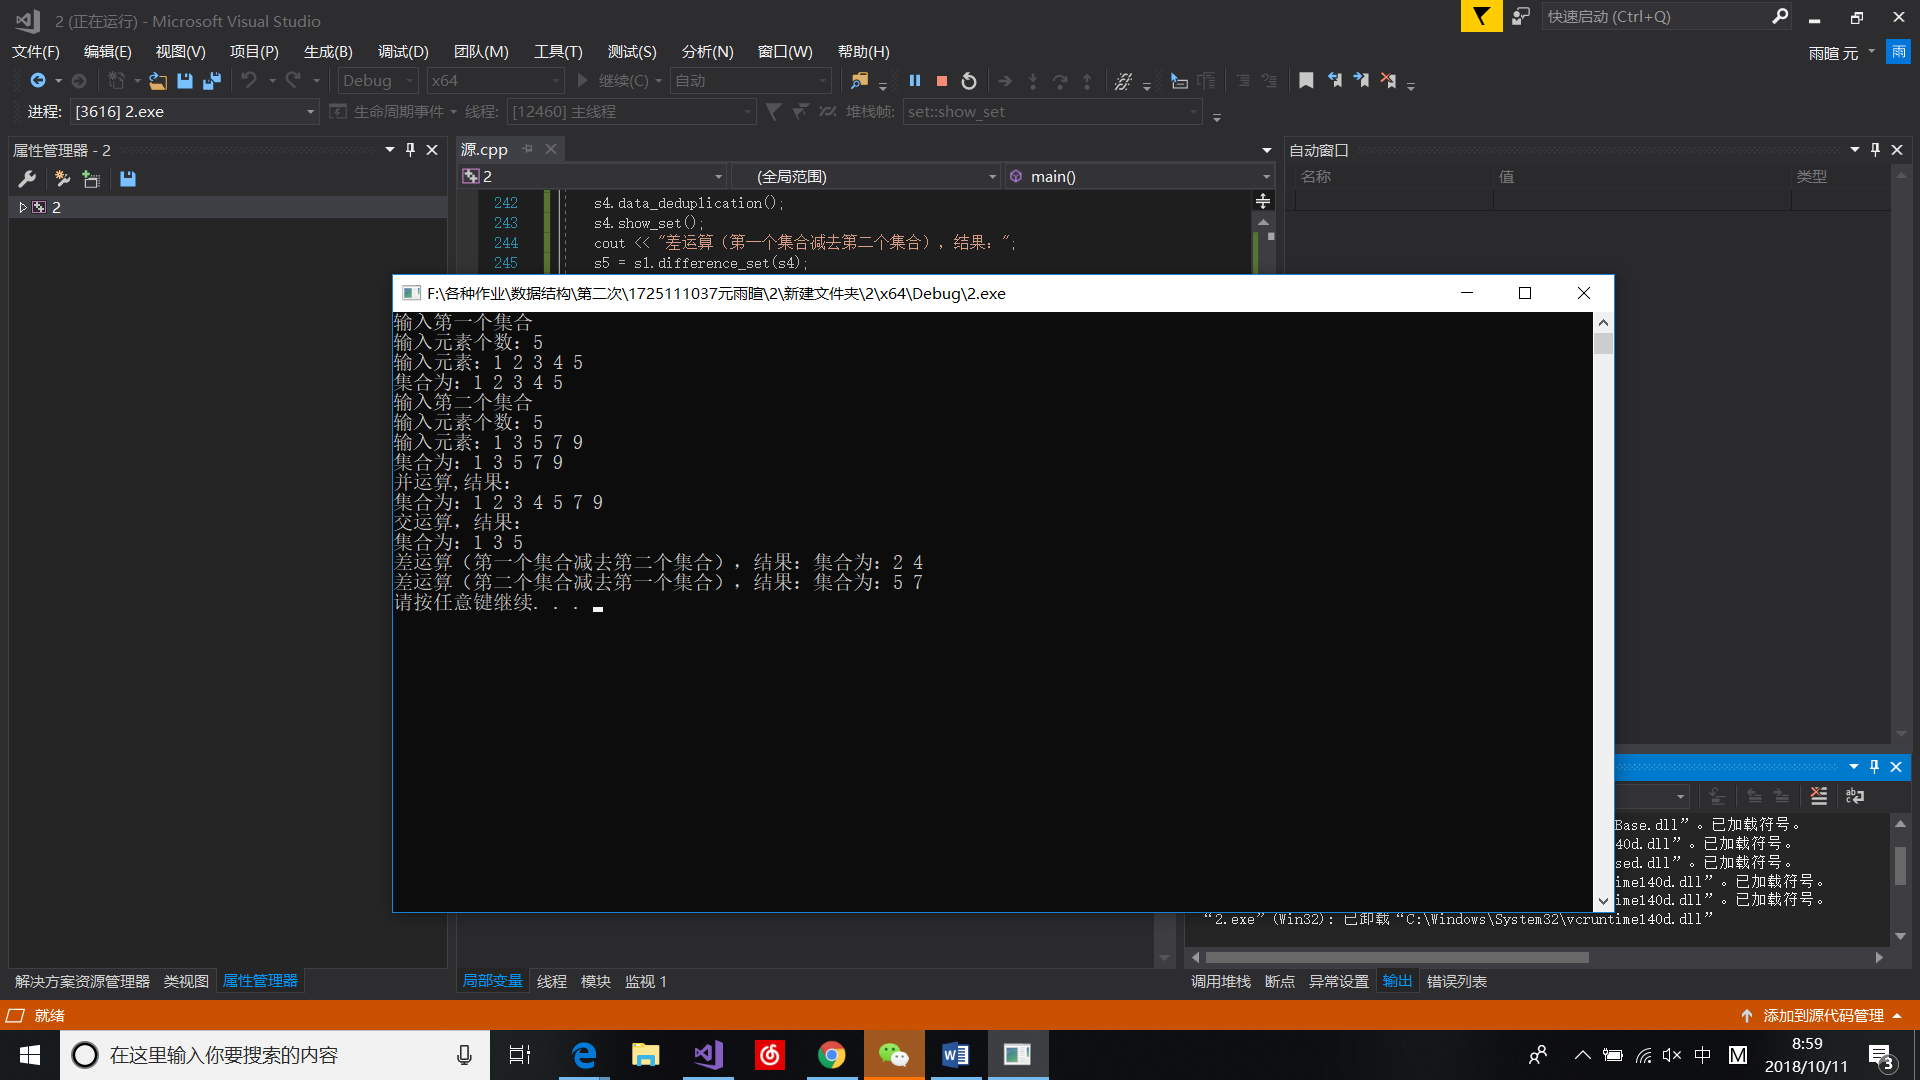 2 (正在运行) - Microsoft Visual Studio
快速启动 (Ctrl+Q)
文件(F) 编辑(E) 视图(V) 项目(P) 生成(B) 调试(D) 团队(M) 工具(T) 测试(S) 分析(N) 窗口(W) 帮助(H)
雨暄 元 雨
Debug x64 继续(C) 自动
进程: [3616] 2.exe 生命周期事件 线程: [12460] 主线程 堆栈帧: set::show_set
属性管理器 - 2
2
源.cpp
2 (全局范围) main()
242 s4.data_deduplication();
243 s4.show_set();
244 cout << "差运算（第一个集合减去第二个集合），结果：";
245 s5 = s1.difference_set(s4);
自动窗口
名称 值 类型
F:\各种作业\数据结构\第二次\1725111037元雨暄\2\新建文件夹\2\x64\Debug\2.exe
输入第一个集合
输入元素个数：5
输入元素：1 2 3 4 5
集合为：1 2 3 4 5
输入第二个集合
输入元素个数：5
输入元素：1 3 5 7 9
集合为：1 3 5 7 9
并运算,结果：
集合为：1 2 3 4 5 7 9
交运算，结果：
集合为：1 3 5
差运算（第一个集合减去第二个集合），结果：集合为：2 4
差运算（第二个集合减去第一个集合），结果：集合为：5 7
请按任意键继续. . .
Base.dll”。已加载符号。
40d.dll”。已加载符号。
sed.dll”。已加载符号。
ime140d.dll”。已加载符号。
ime140d.dll”。已加载符号。
“2.exe”(Win32): 已卸载“C:\Windows\System32\vcruntime140d.dll”
解决方案资源管理器 类视图 属性管理器
局部变量 线程 模块 监视 1
调用堆栈 断点 异常设置 输出 错误列表
就绪
添加到源代码管理
在这里输入你要搜索的内容
中 M
8:59
2018/10/11
3